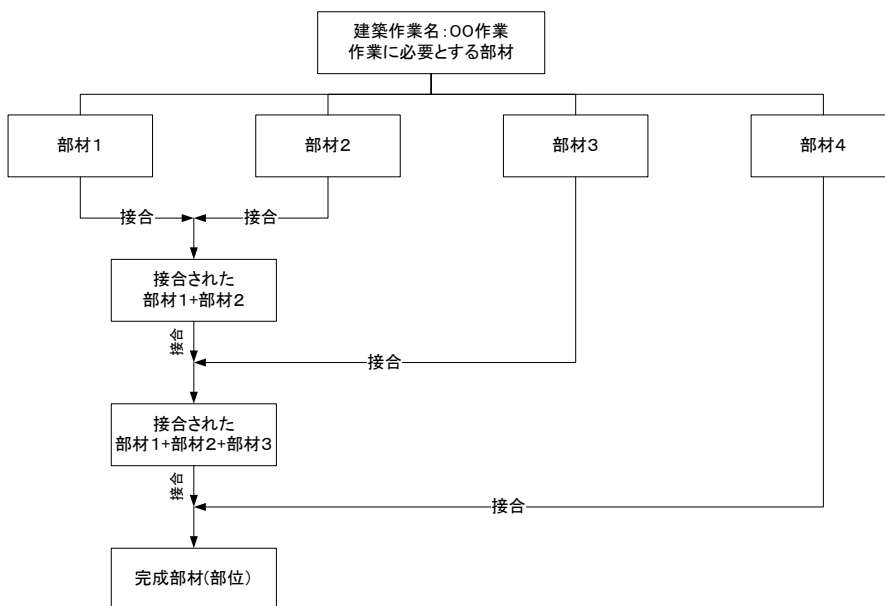 建築作業名：００作業
作業に必要とする部材
部材１
部材２
部材３
部材４
接合
接合
接合された
部材１+部材２
接合
接合
接合された
部材１+部材２+部材３
接合
接合
完成部材(部位)